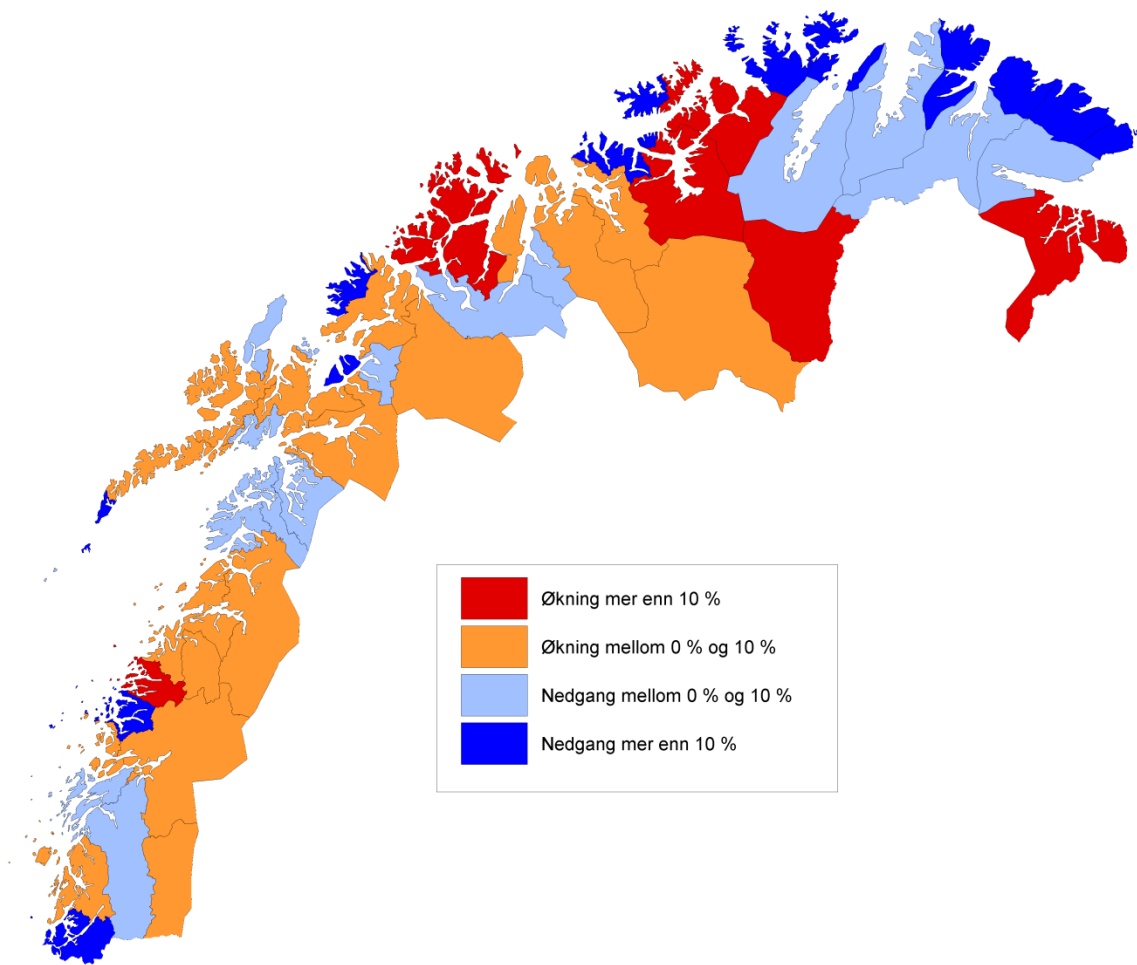 Økning mer enn 10 %
Økning mellom 0 % og 10 %
Nedgang mellom 0 % og 10 %
Nedgang mer enn 10 %